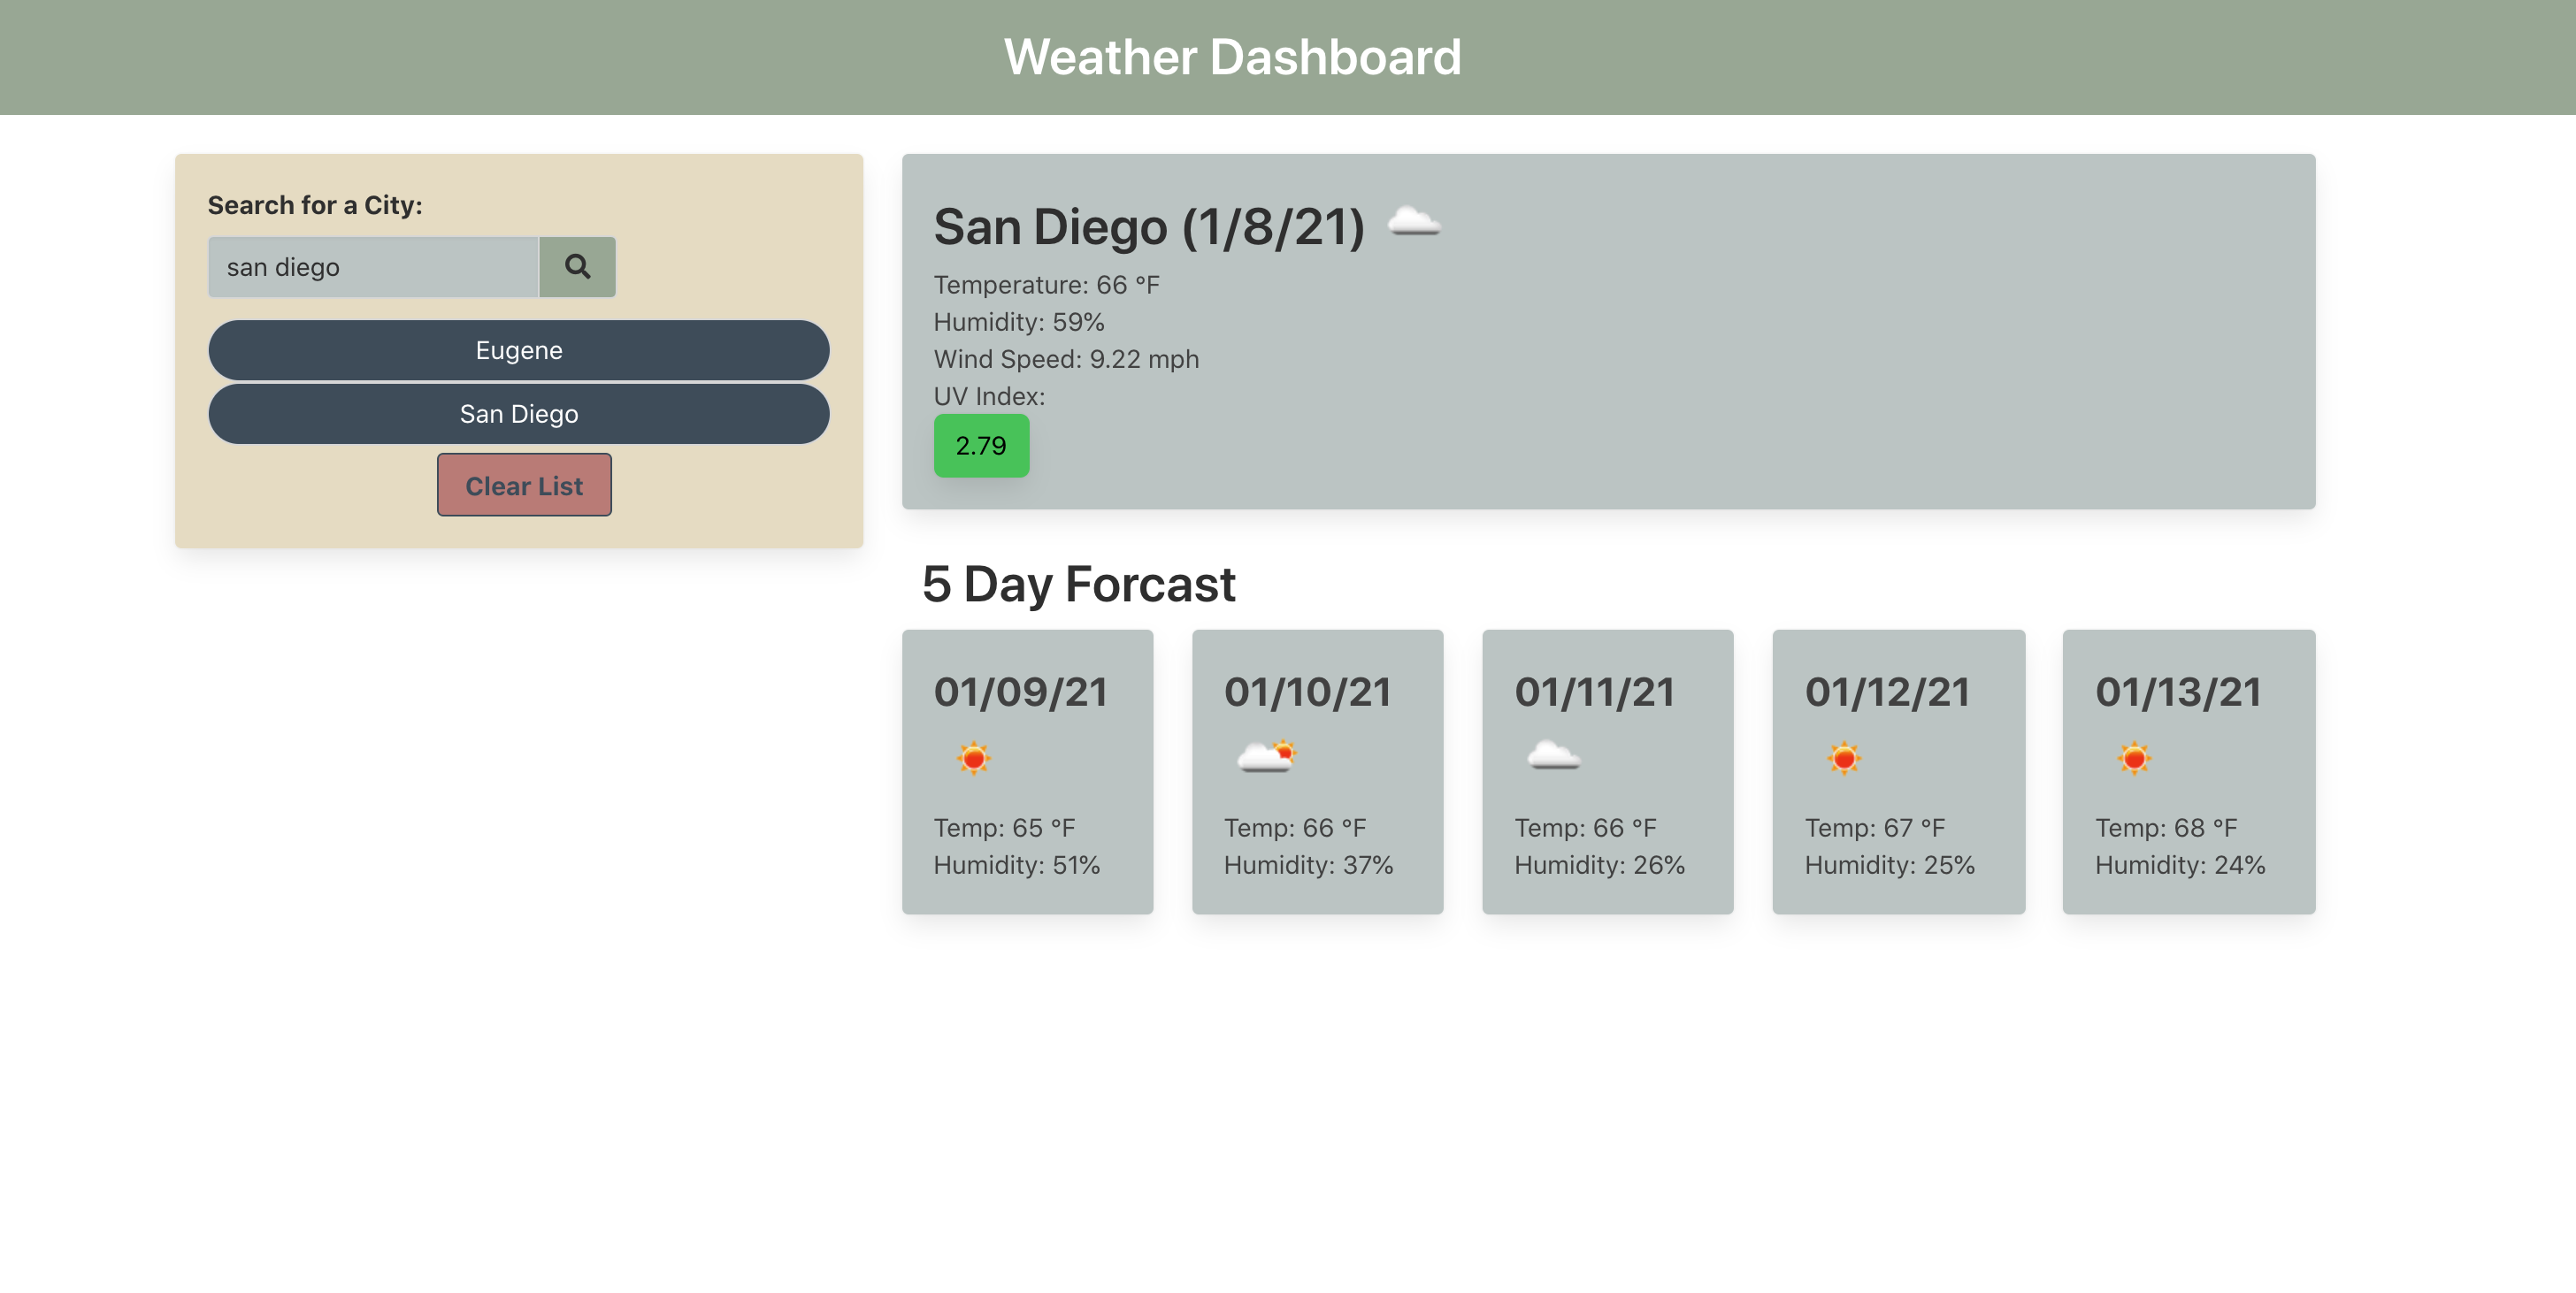 Weather Dashboard
Search for a City:
san diego
Eugene
San Diego
Clear List
San Diego (1/8/21)
Temperature: 66 °F
Humidity: 59%
Wind Speed: 9.22 mph
UV Index:
2.79
5 Day Forcast
01/09/21
Temp: 65 °F
Humidity: 51%
01/10/21
Temp: 66 °F
Humidity: 37%
01/11/21
Temp: 66 °F
Humidity: 26%
01/12/21
Temp: 67 °F
Humidity: 25%
01/13/21
Temp: 68 °F
Humidity: 24%